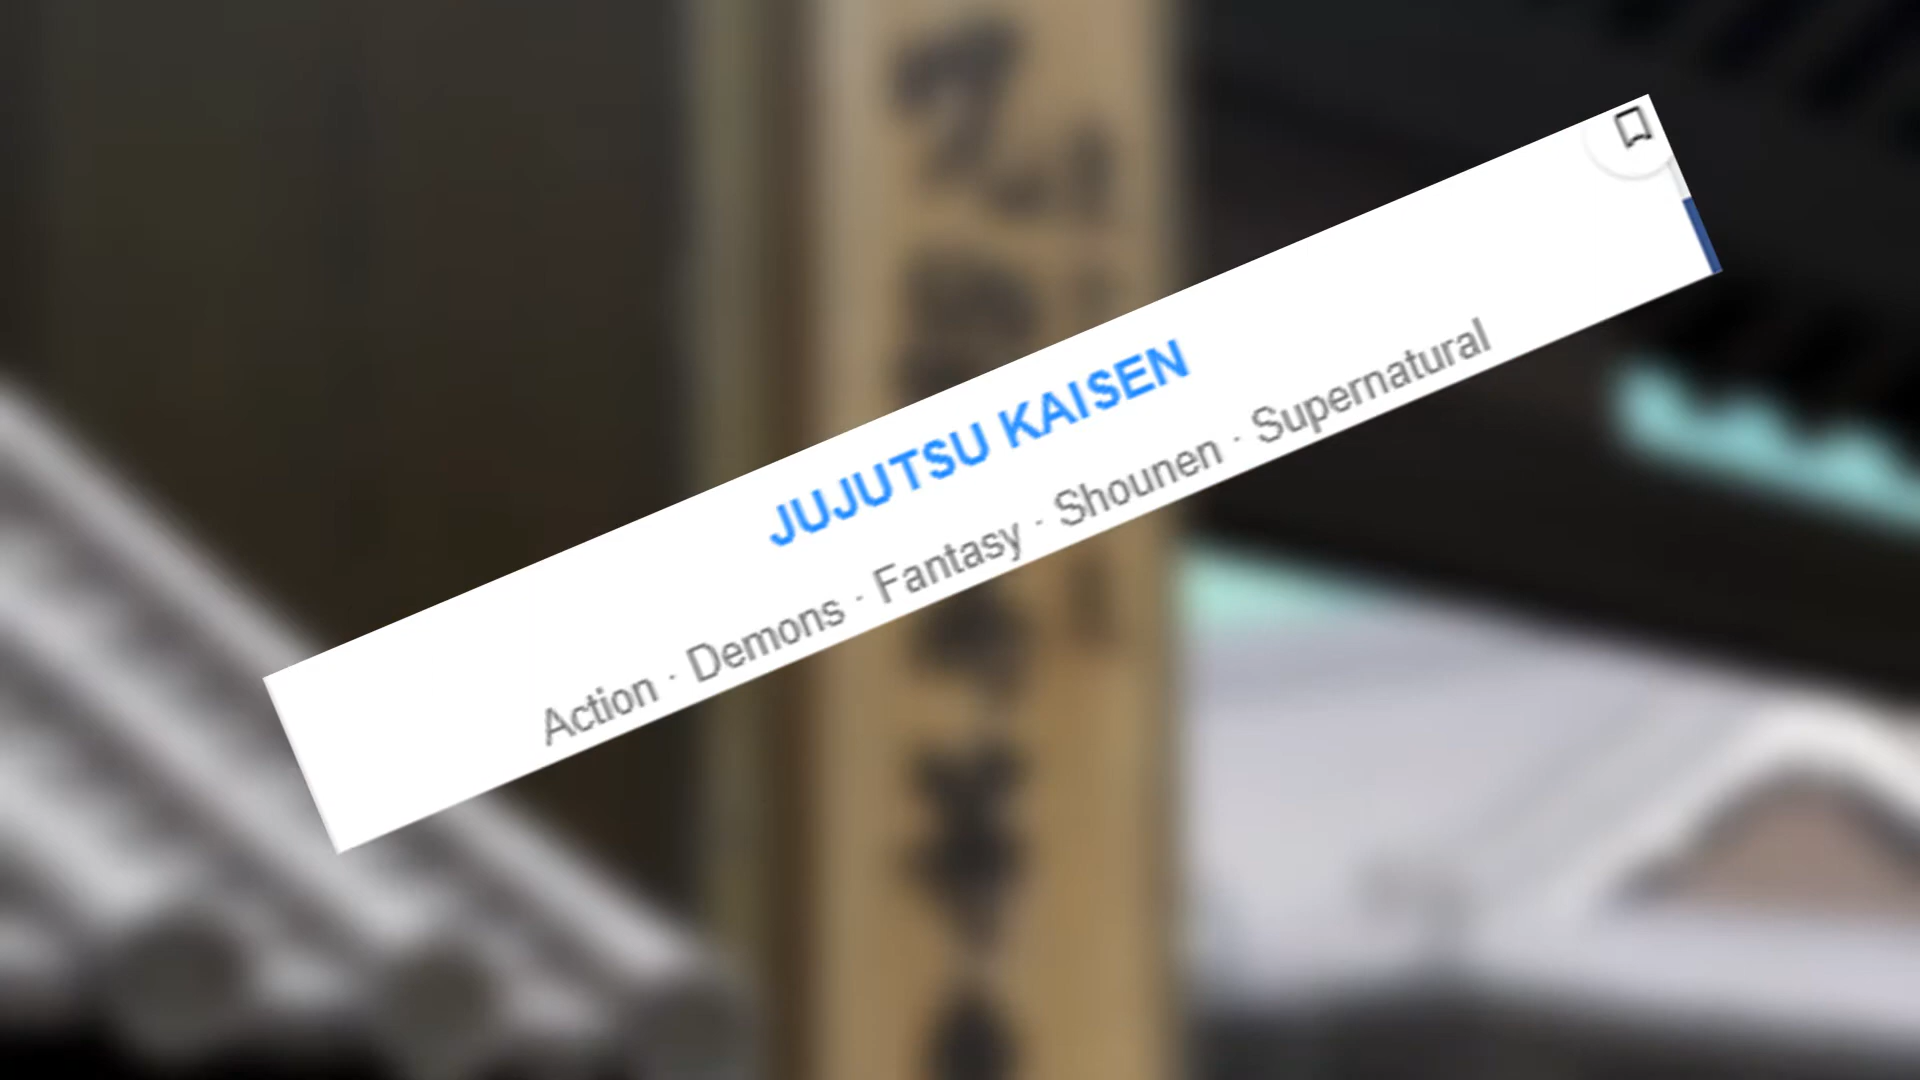 JUJUTSU KAISEN
Action · Demons · Fantasy · Shounen · Supernatural